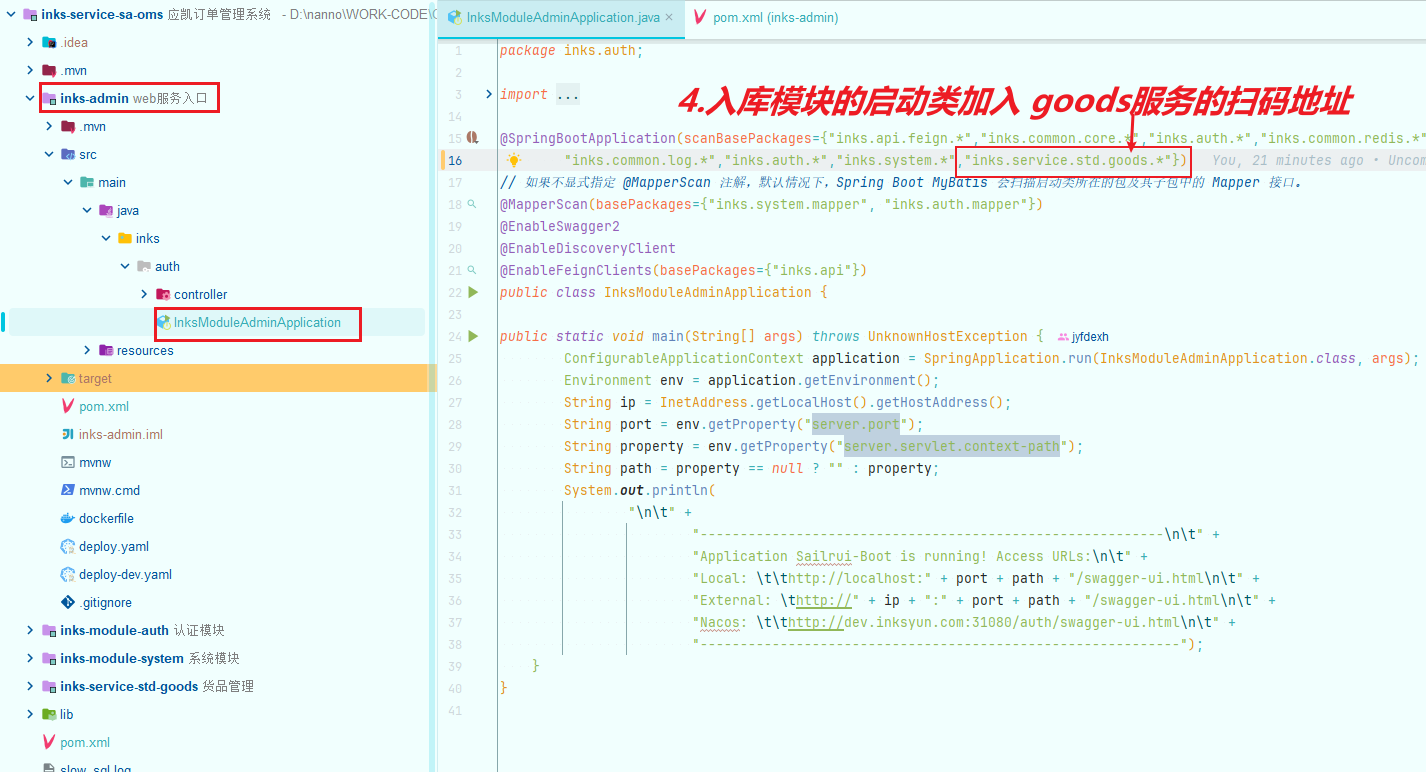 inks-service-sa-oms 应凯订单管理系统 - D:\nanno\WORK-CODE\
.idea
.mvn
inks-admin web服务入口
.mvn
src
main
java
inks
auth
controller
InksModuleAdminApplication
resources
target
pom.xml
inks-admin.iml
mvnw
mvnw.cmd
dockerfile
deploy.yaml
deploy-dev.yaml
.gitignore
inks-module-auth 认证模块
inks-module-system 系统模块
inks-service-std-goods 货品管理
lib
pom.xml
slow_sql.log
InksModuleAdminApplication.java × pom.xml (inks-admin)
1 package inks.auth;
2
3 import ...
4.入库模块的启动类加入 goods服务的扫码地址
14
15 @SpringBootApplication(scanBasePackages={"inks.api.feign.*","inks.common.core.*","inks.auth.*","inks.common.redis.*"
16 "inks.common.log.*","inks.auth.*","inks.system.*","inks.service.std.goods.*"}) You, 21 minutes ago • Uncom
17 // 如果不显式指定 @MapperScan 注解，默认情况下，Spring Boot MyBatis 会扫描启动类所在的包及其子包中的 Mapper 接口。
18 @MapperScan(basePackages={"inks.system.mapper", "inks.auth.mapper"})
19 @EnableSwagger2
20 @EnableDiscoveryClient
21 @EnableFeignClients(basePackages={"inks.api"})
22 public class InksModuleAdminApplication {
23
24 public static void main(String[] args) throws UnknownHostException { jyfdexh
25 ConfigurableApplicationContext application = SpringApplication.run(InksModuleAdminApplication.class, args);
26 Environment env = application.getEnvironment();
27 String ip = InetAddress.getLocalHost().getHostAddress();
28 String port = env.getProperty("server.port");
29 String property = env.getProperty("server.servlet.context-path");
30 String path = property == null ? "" : property;
31 System.out.println(
32 "\n\t" +
33 "----------------------------------------------------------\n\t" +
34 "Application Sailrui-Boot is running! Access URLs:\n\t" +
35 "Local: \t\thttp://localhost:" + port + path + "/swagger-ui.html\n\t" +
36 "External: \thttp://" + ip + ":" + port + path + "/swagger-ui.html\n\t" +
37 "Nacos: \t\thttp://dev.inksyun.com:31080/auth/swagger-ui.html\n\t" +
38 "------------------------------------------------------------");
39 }
40 }
41